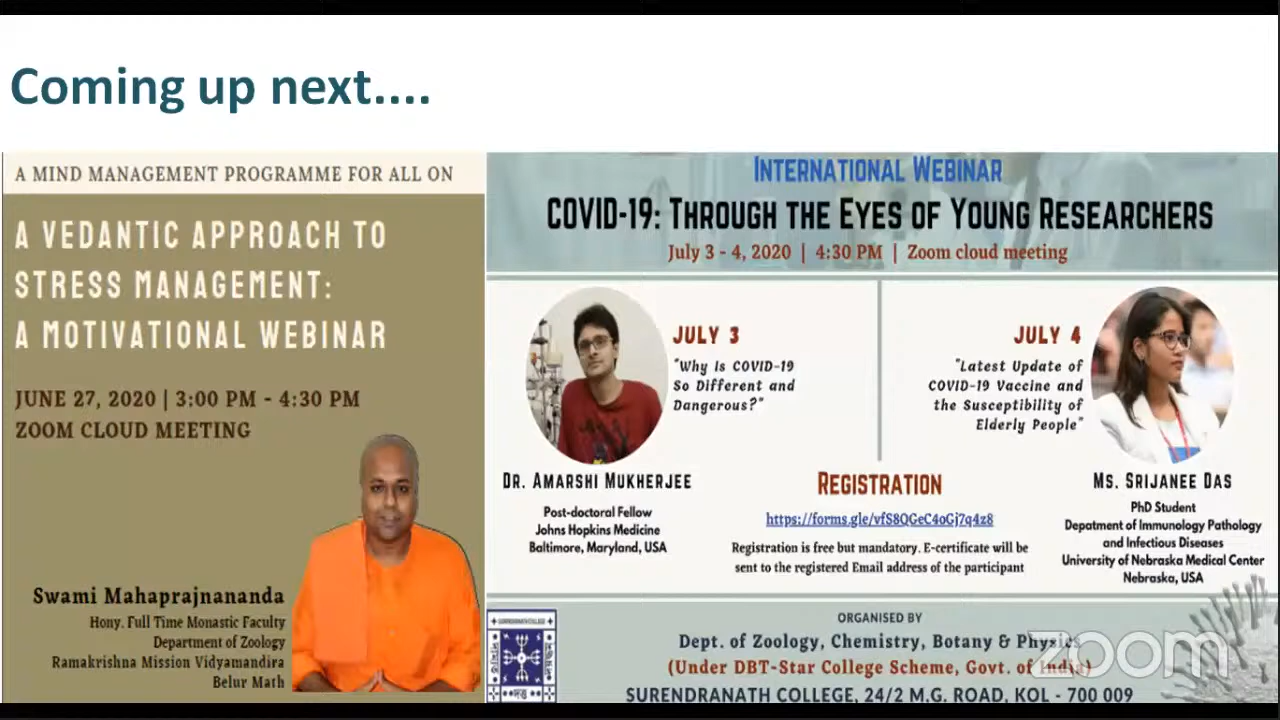 Coming up next....
A MIND MANAGEMENT PROGRAMME FOR ALL ON
A VEDANTIC APPROACH TO
STRESS MANAGEMENT:
A MOTIVATIONAL WEBINAR
JUNE 27, 2020 | 3:00 PM - 4:30 PM
ZOOM CLOUD MEETING
Swami Mahaprajnananda
Hony. Full Time Monastic Faculty
Department of Zoology
Ramakrishna Mission Vidyamandira
Belur Math
INTERNATIONAL WEBINAR
COVID-19: THROUGH THE EYES OF YOUNG RESEARCHERS
July 3 - 4, 2020 | 4:30 PM | Zoom cloud meeting
JULY 3
"Why Is COVID-19
So Different and
Dangerous?"
DR. AMARSHI MUKHERJEE
Post-doctoral Fellow
Johns Hopkins Medicine
Baltimore, Maryland, USA
JULY 4
"Latest Update of
COVID-19 Vaccine and
the Susceptibility of
Elderly People"
MS. SRIJANEE DAS
PhD Student
Depatment of Immunology Pathology
and Infectious Diseases
University of Nebraska Medical Center
Nebraska, USA
REGISTRATION
https://forms.gle/vfS8QGeC4oGj7q4z8
Registration is free but mandatory. E-certificate will be
sent to the registered Email address of the participant
ORGANISED BY
Dept. of Zoology, Chemistry, Botany & Physics
(Under DBT-Star College Scheme, Govt. of India)
SURENDRANATH COLLEGE, 24/2 M.G. ROAD, KOL - 700 009
zoom